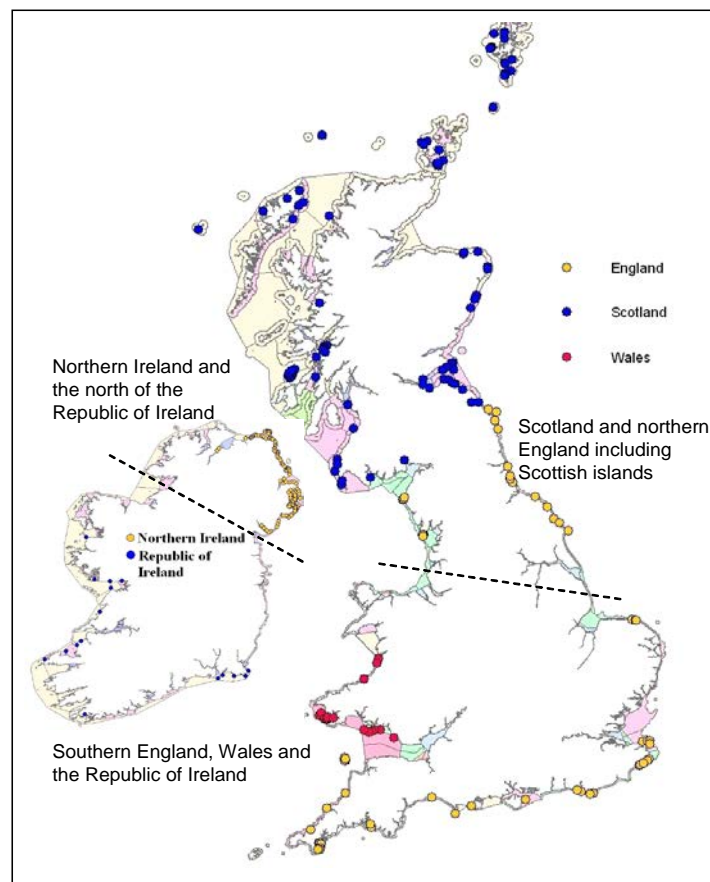 England
Scotland
Wales
Northern Ireland and
the north of the
Republic of Ireland
Scotland and northern
England including
Scottish islands
Northern Ireland
Republic of
Ireland
Southern England, Wales and
the Republic of Ireland